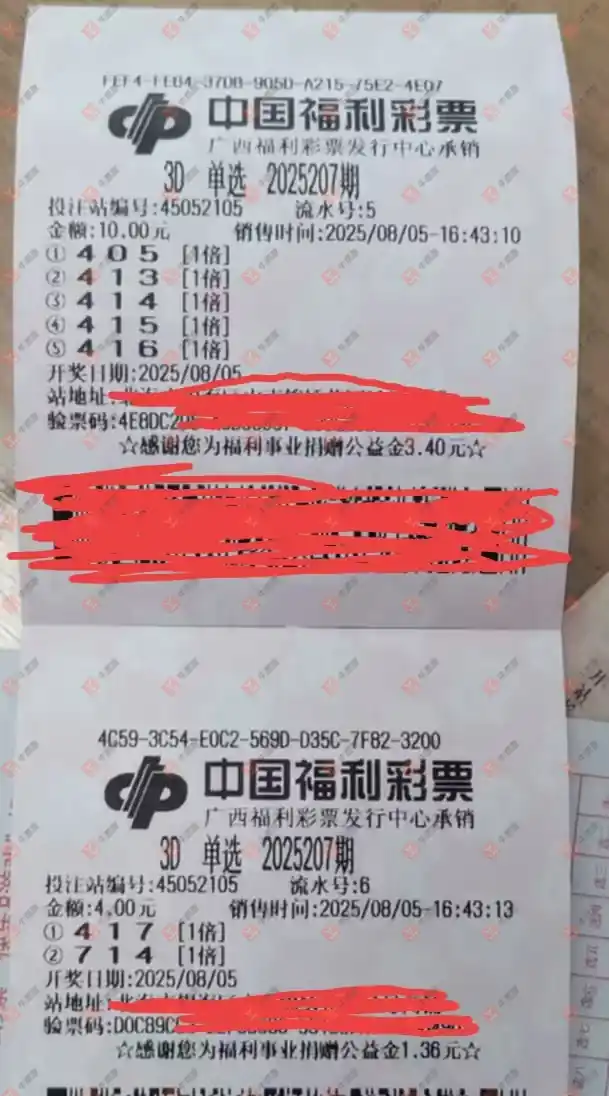 FEF4-FE84-370B-905D-A215-75E2-4E07
中国福利彩票
广西福利彩票发行中心承销
3D 单选 2025207期
投注站编号:45052105 流水号:5
金额:10.00元 销售时间:2025/08/05-16:43:10
① 4 0 5 [1倍]
② 4 1 3 [1倍]
③ 4 1 4 [1倍]
④ 4 1 5 [1倍]
⑤ 4 1 6 [1倍]
开奖日期:2025/08/05
站地址:
验票码:4E8DC2
☆感谢您为福利事业捐赠公益金3.40元☆
4C59-3C54-E0C2-569D-D35C-7F82-3200
中国福利彩票
广西福利彩票发行中心承销
3D 单选 2025207期
投注站编号:45052105 流水号:6
金额:4.00元 销售时间:2025/08/05-16:43:13
① 4 1 7 [1倍]
② 7 1 4 [1倍]
开奖日期:2025/08/05
站地址:
验票码:D0C89C
☆感谢您为福利事业捐赠公益金1.36元☆